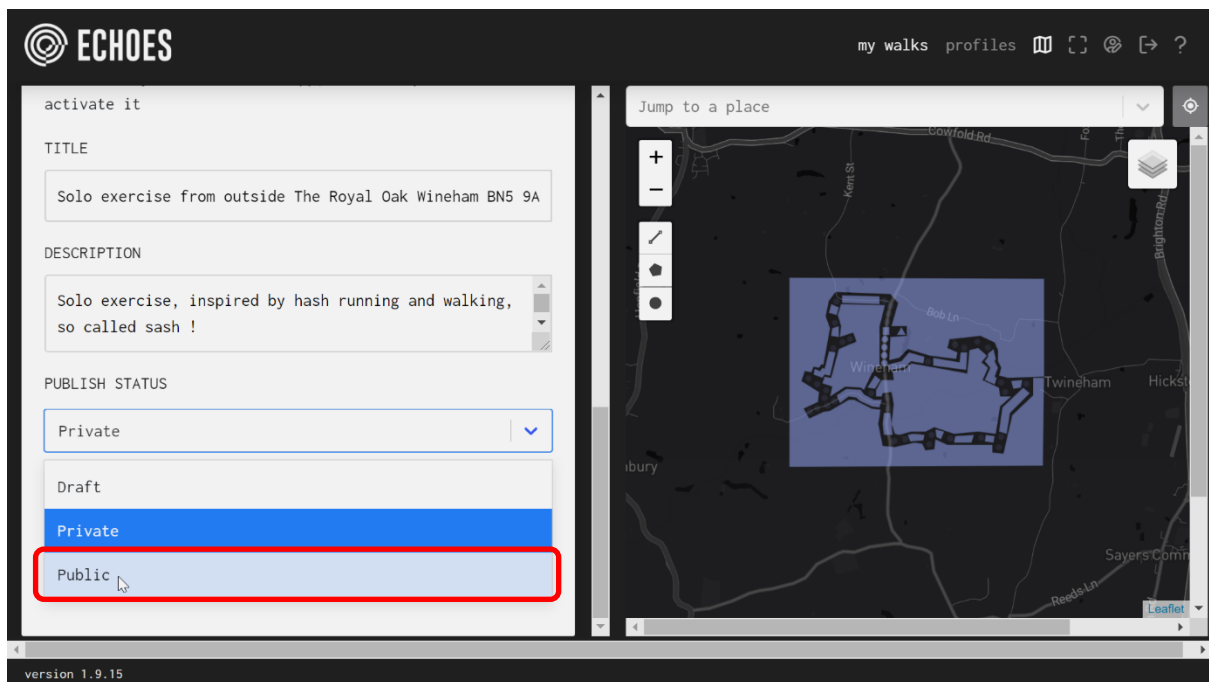 ECHOES
my walks profiles ?
activate it
TITLE
Solo exercise from outside The Royal Oak Wineham BN5 9A
DESCRIPTION
Solo exercise, inspired by hash running and walking,
so called sash !
PUBLISH STATUS
Private
Draft
Private
Public
Jump to a place
+
−
Cowfold Rd
Kent St
Brighton Rd
Bob Ln
Wineham
Twineham
Hickst
Sayers Comm
Reeds Ln
Leaflet
version 1.9.15